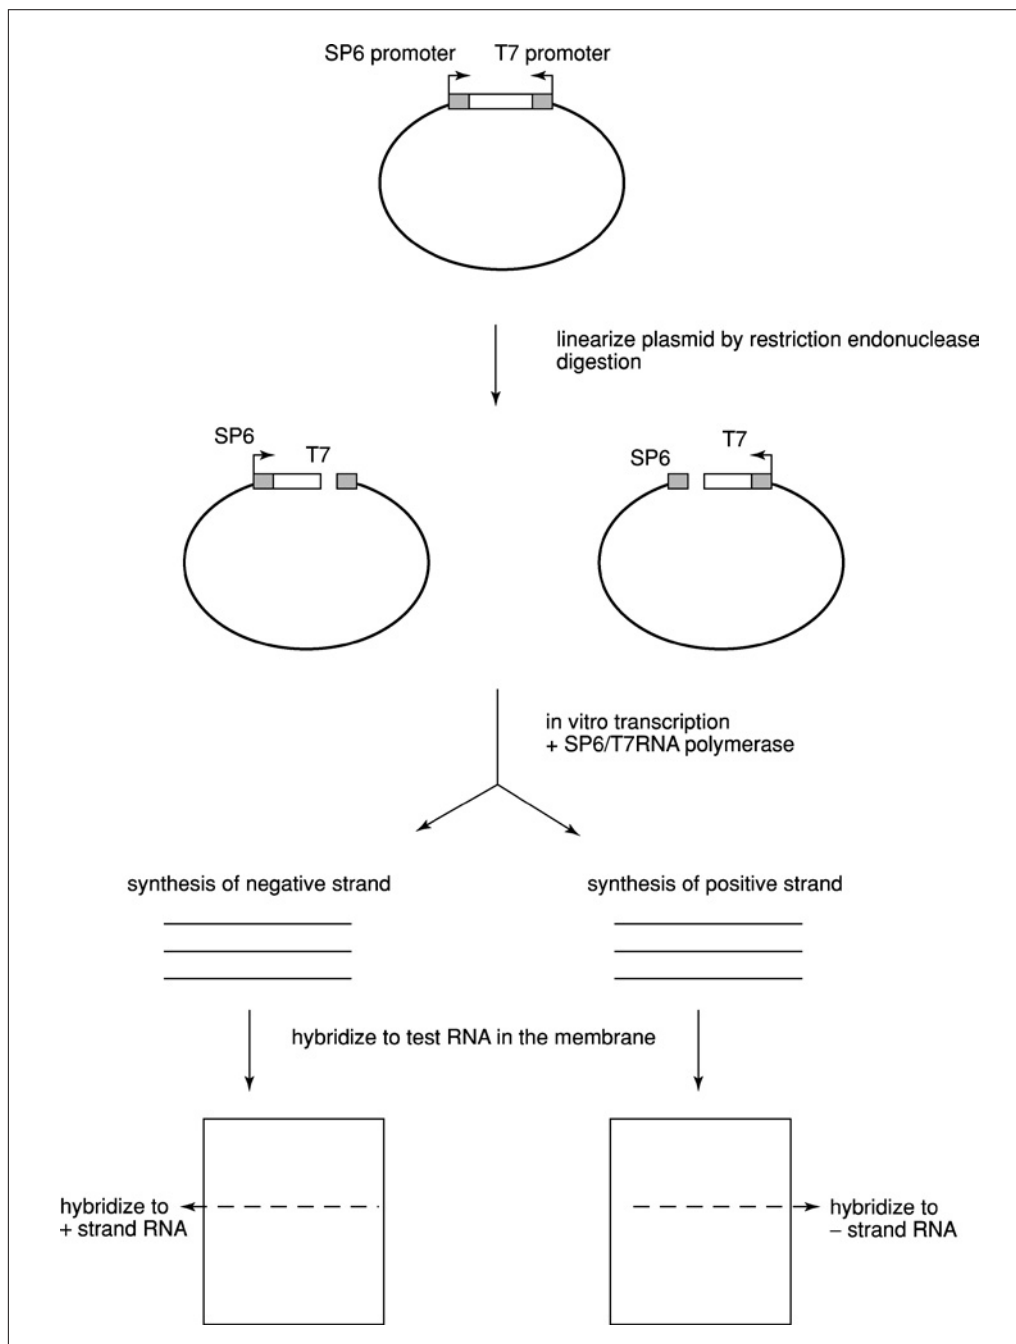 SP6 promoter T7 promoter
linearize plasmid by restriction endonuclease
digestion
SP6
T7
T7
SP6
in vitro transcription
+ SP6/T7RNA polymerase
synthesis of negative strand
synthesis of positive strand
hybridize to test RNA in the membrane
hybridize to
+ strand RNA
hybridize to
– strand RNA